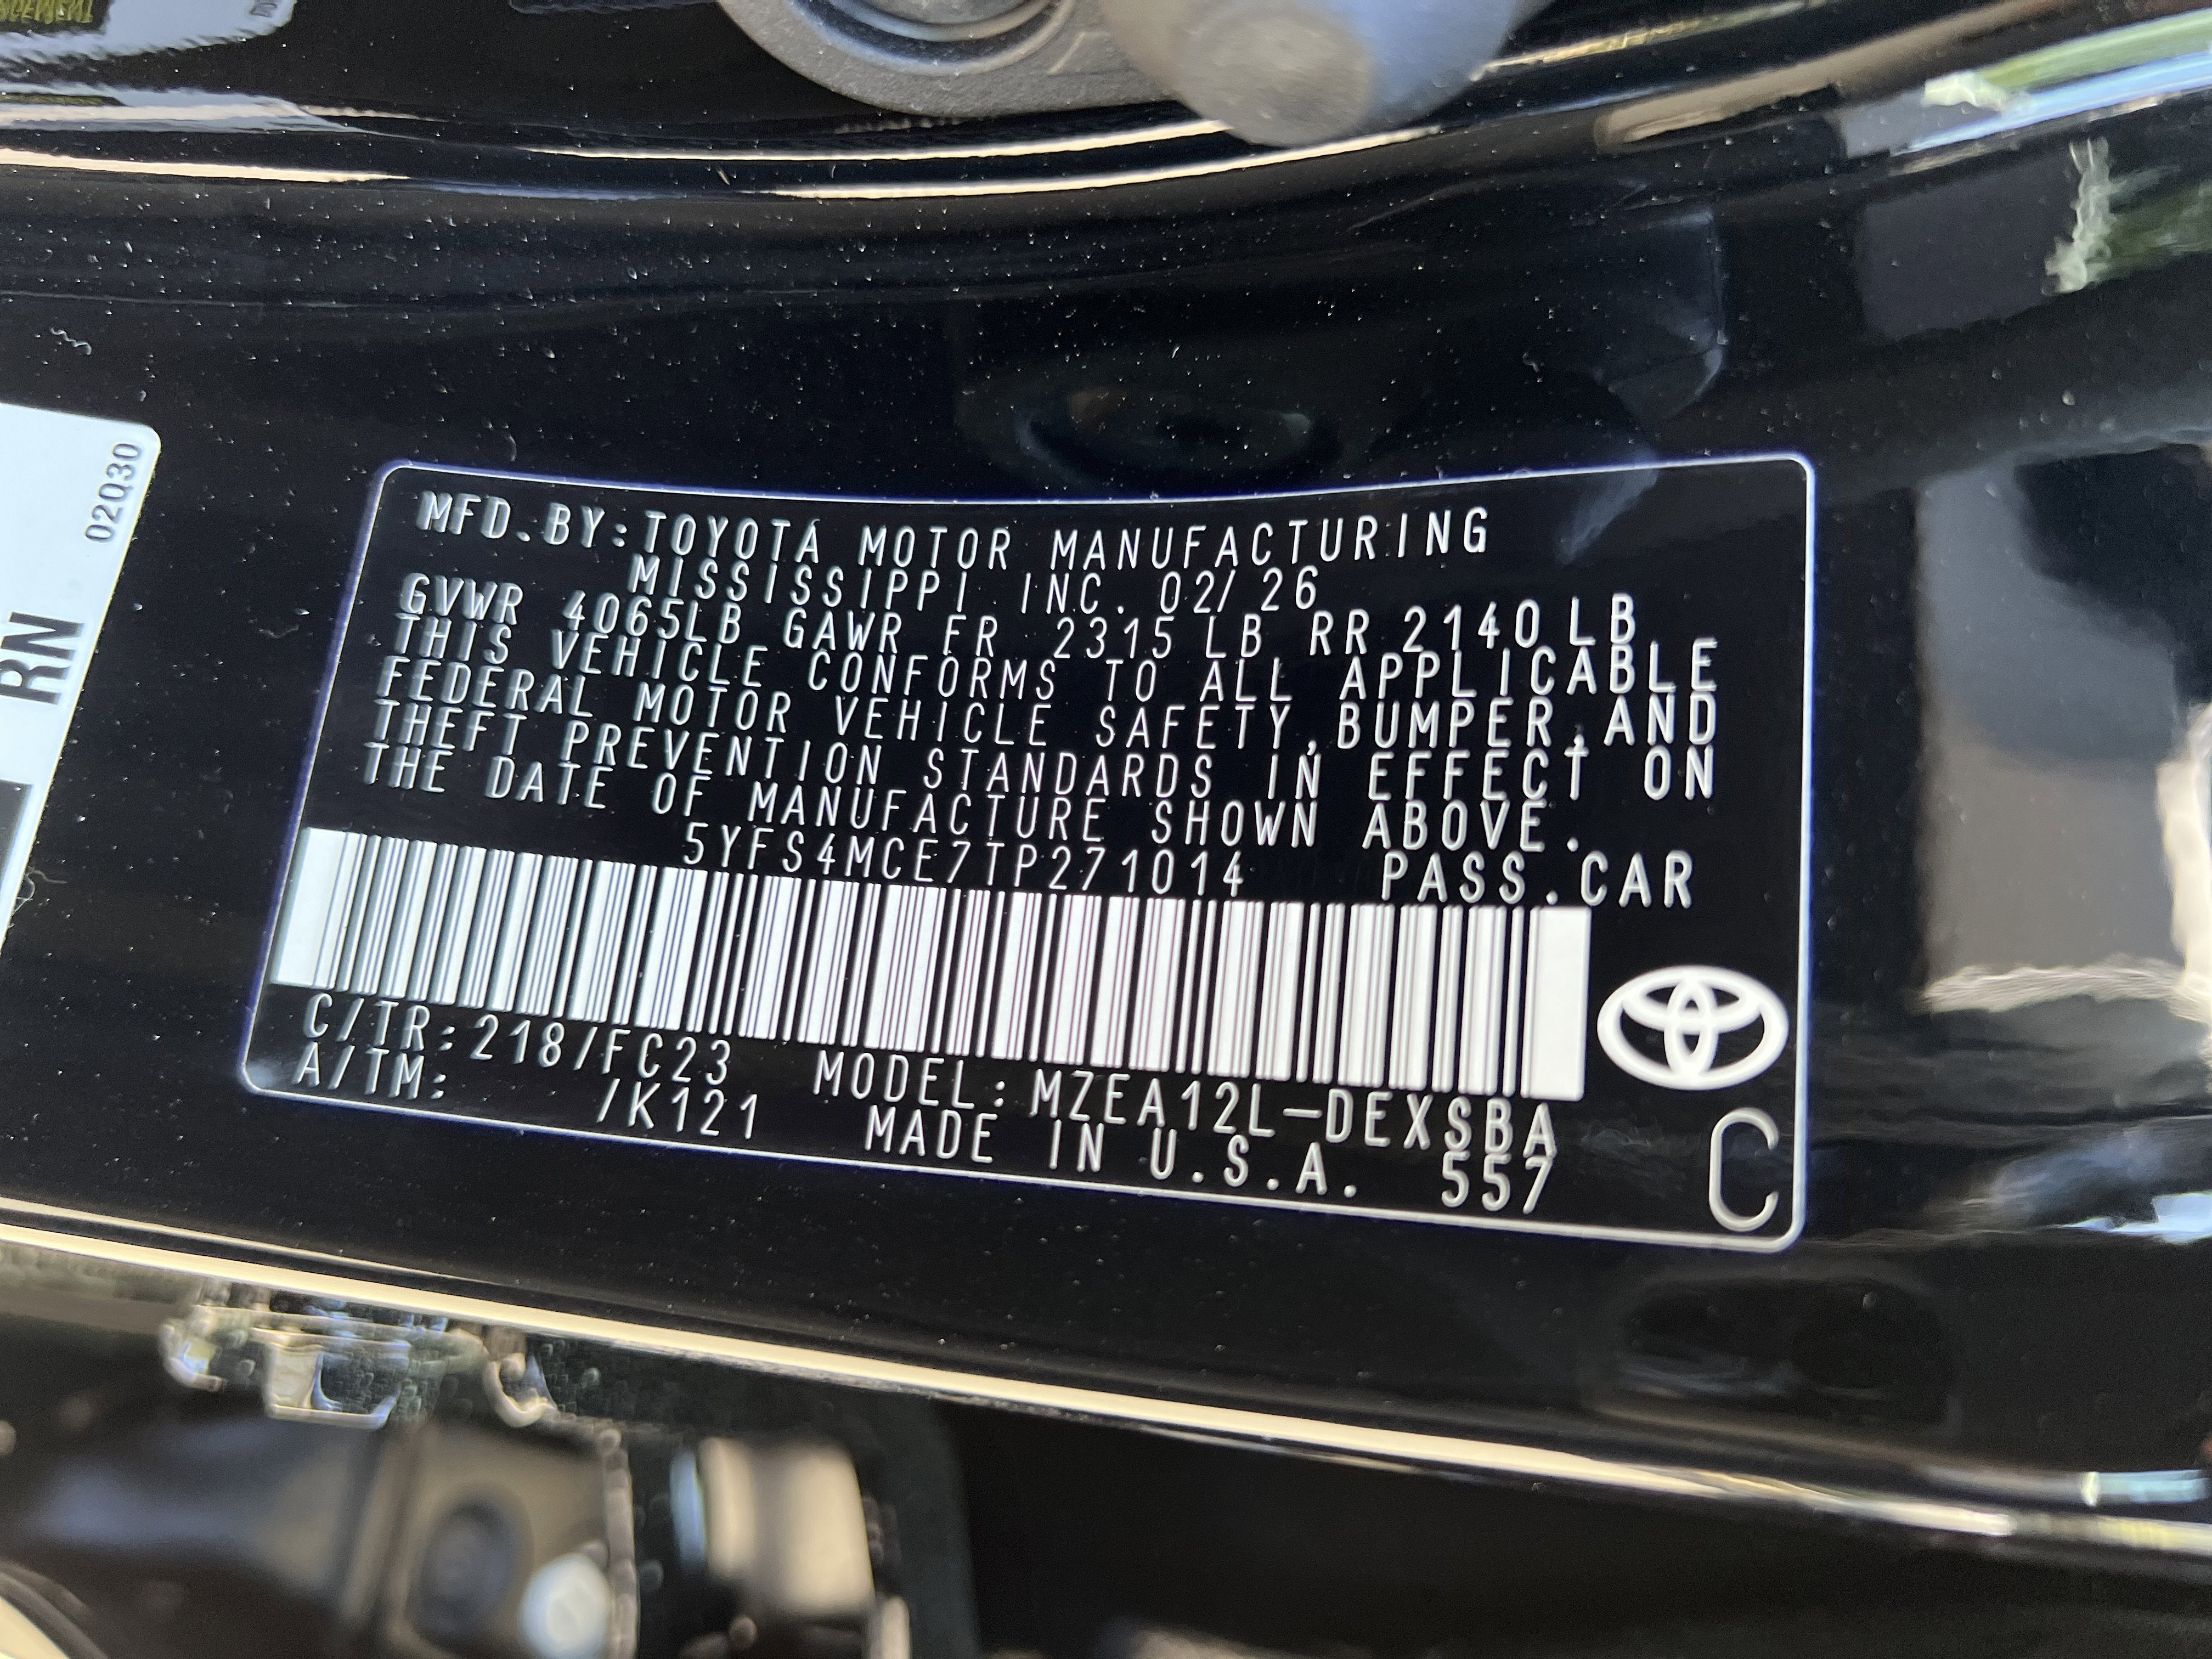 MFD.BY:TOYOTA MOTOR MANUFACTURING
MISSISSIPPI INC. 02/26
GVWR 4065LB GAWR FR 2315 LB RR 2140LB
THIS VEHICLE CONFORMS TO ALL APPLICABLE
FEDERAL MOTOR VEHICLE SAFETY,BUMPER,AND
THEFT PREVENTION STANDARDS IN EFFECT ON
THE DATE OF MANUFACTURE SHOWN ABOVE.
5YFS4MCE7TP271014 PASS.CAR
C/TR:218/FC23 MODEL:MZEA12L-DEXSBA
A/TM: /K121 MADE IN U.S.A. 557
C
02Q30
RN